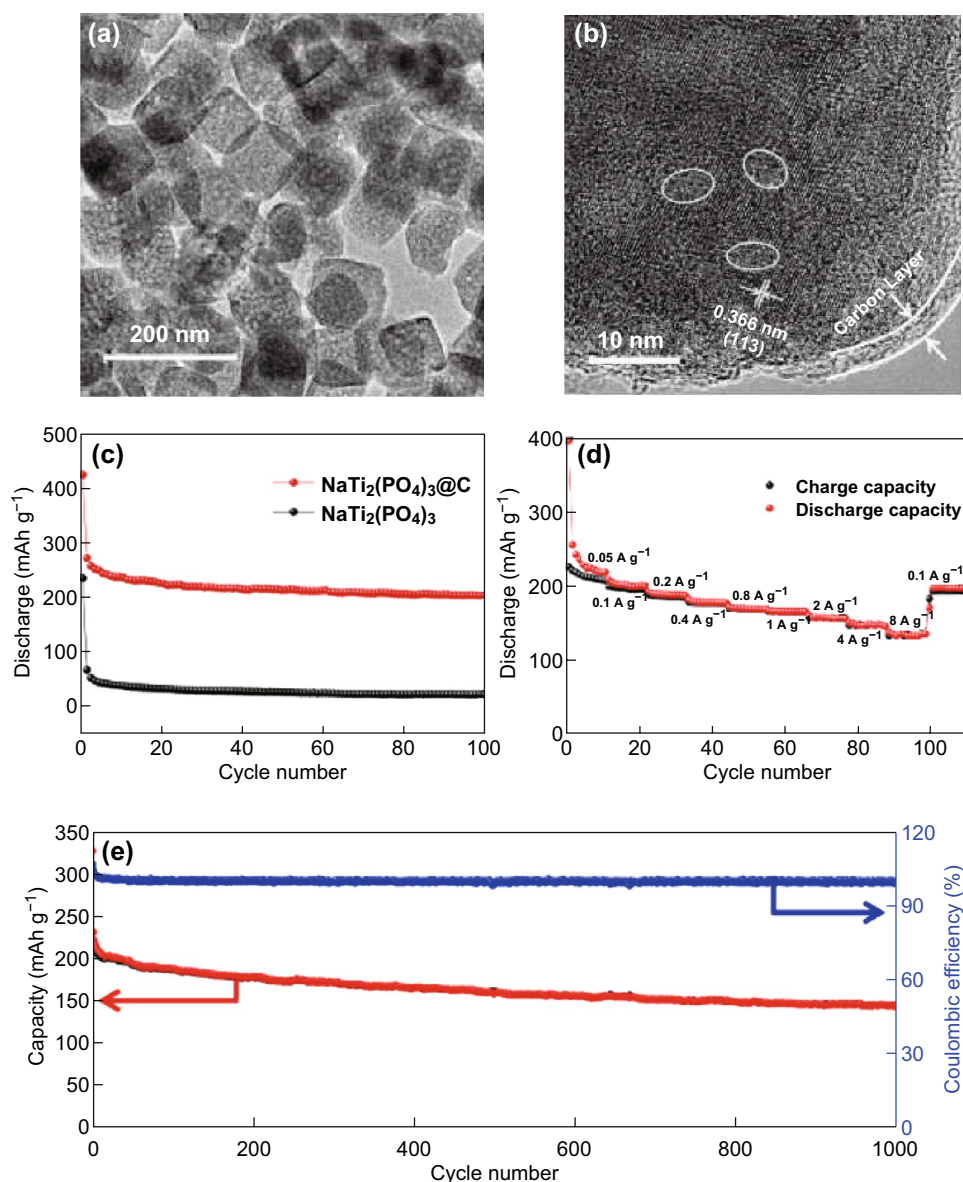 (a)
200 nm
(b)
0.366 nm
(113)
Carbon Layer
10 nm
(c)
NaTi₂(PO₄)₃@C
NaTi₂(PO₄)₃
Discharge (mAh g⁻¹)
500
400
300
200
100
50
0
0 20 40 60 80 100
Cycle number
(d)
Charge capacity
Discharge capacity
Discharge (mAh g⁻¹)
400
300
200
100
0
0.05 A g⁻¹
0.1 A g⁻¹
0.2 A g⁻¹
0.4 A g⁻¹
0.8 A g⁻¹
1 A g⁻¹
2 A g⁻¹
4 A g⁻¹
8 A g⁻¹
0.1 A g⁻¹
0 20 40 60 80 100
Cycle number
(e)
Capacity (mAh g⁻¹)
350
300
250
200
150
100
50
0
Coulombic efficiency (%)
120
100
60
30
0
0 200 400 600 800 1000
Cycle number